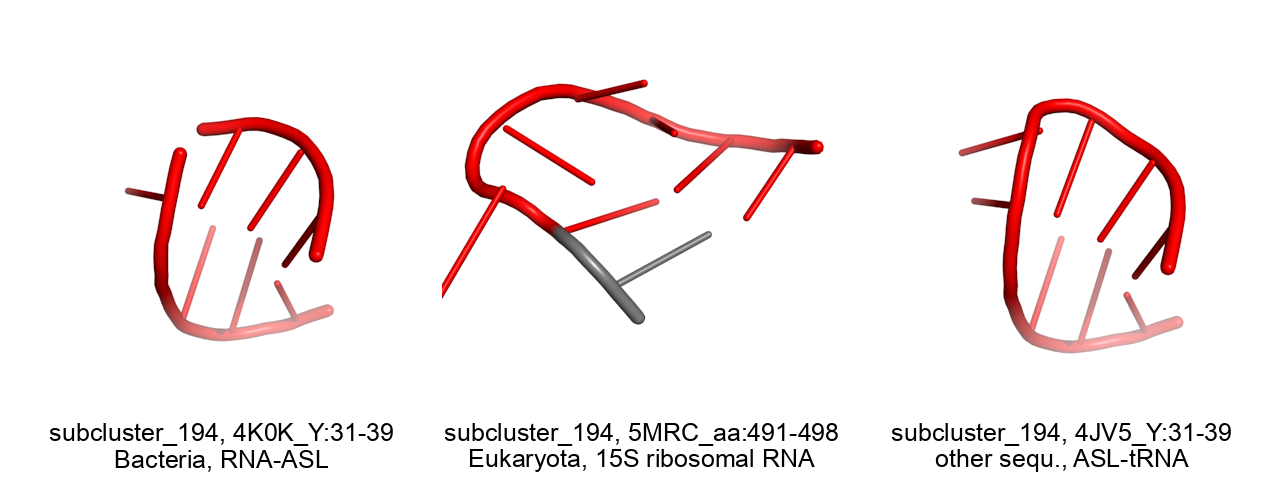 subcluster_194, 4K0K_Y:31-39
Bacteria, RNA-ASL
subcluster_194, 5MRC_aa:491-498
Eukaryota, 15S ribosomal RNA
subcluster_194, 4JV5_Y:31-39
other sequ., ASL-tRNA